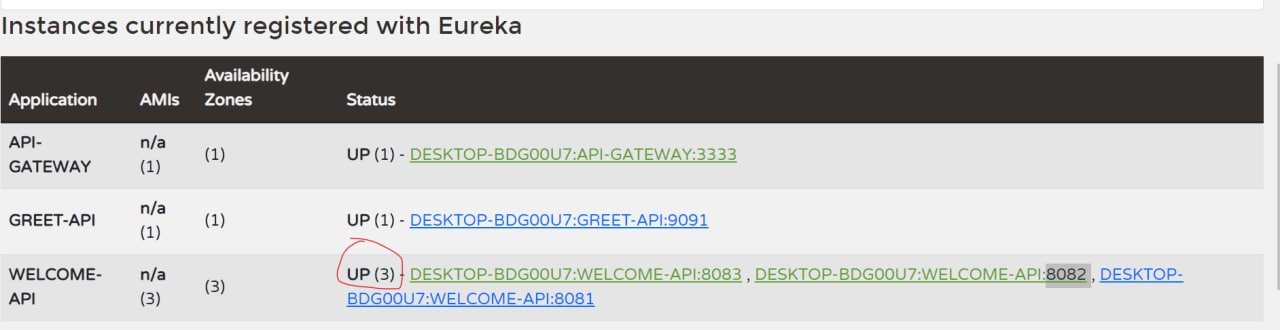 Instances currently registered with Eureka
Application AMIs Availability Zones Status
API-GATEWAY n/a (1) (1) UP (1) - DESKTOP-BDG00U7:API-GATEWAY:3333
GREET-API n/a (1) (1) UP (1) - DESKTOP-BDG00U7:GREET-API:9091
WELCOME-API n/a (3) (3) UP (3) - DESKTOP-BDG00U7:WELCOME-API:8083 , DESKTOP-BDG00U7:WELCOME-API:8082 , DESKTOP-BDG00U7:WELCOME-API:8081